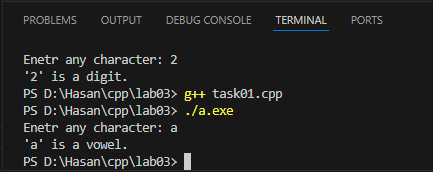 PROBLEMS OUTPUT DEBUG CONSOLE TERMINAL PORTS
Enetr any character: 2
'2' is a digit.
PS D:\Hasan\cpp\lab03> g++ task01.cpp
PS D:\Hasan\cpp\lab03> ./a.exe
Enetr any character: a
'a' is a vowel.
PS D:\Hasan\cpp\lab03>